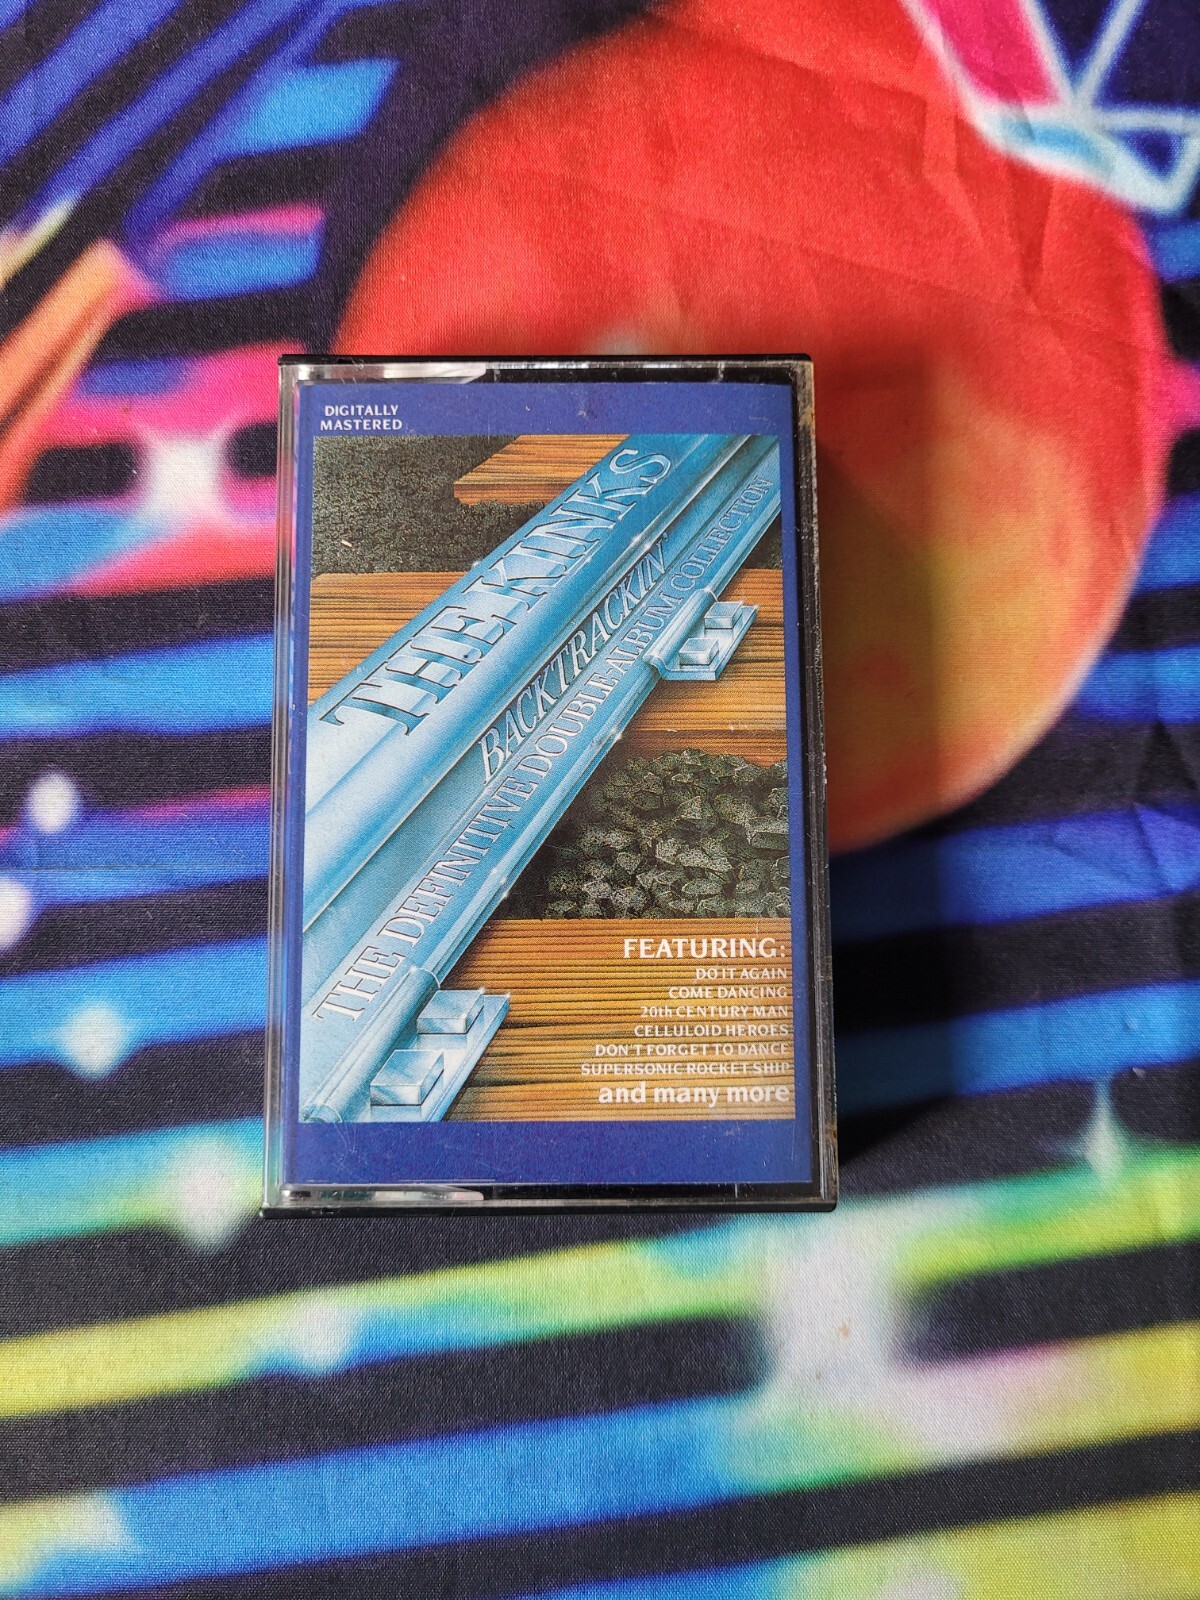 DIGITALLY
MASTERED
THE KINKS
BACKTRACKIN'
THE DEFINITIVE DOUBLE-ALBUM COLLECTION
FEATURING:
DO IT AGAIN
COME DANCING
20th CENTURY MAN
CELLULOID HEROES
DON'T FORGET TO DANCE
SUPERSONIC ROCKET SHIP
and many more